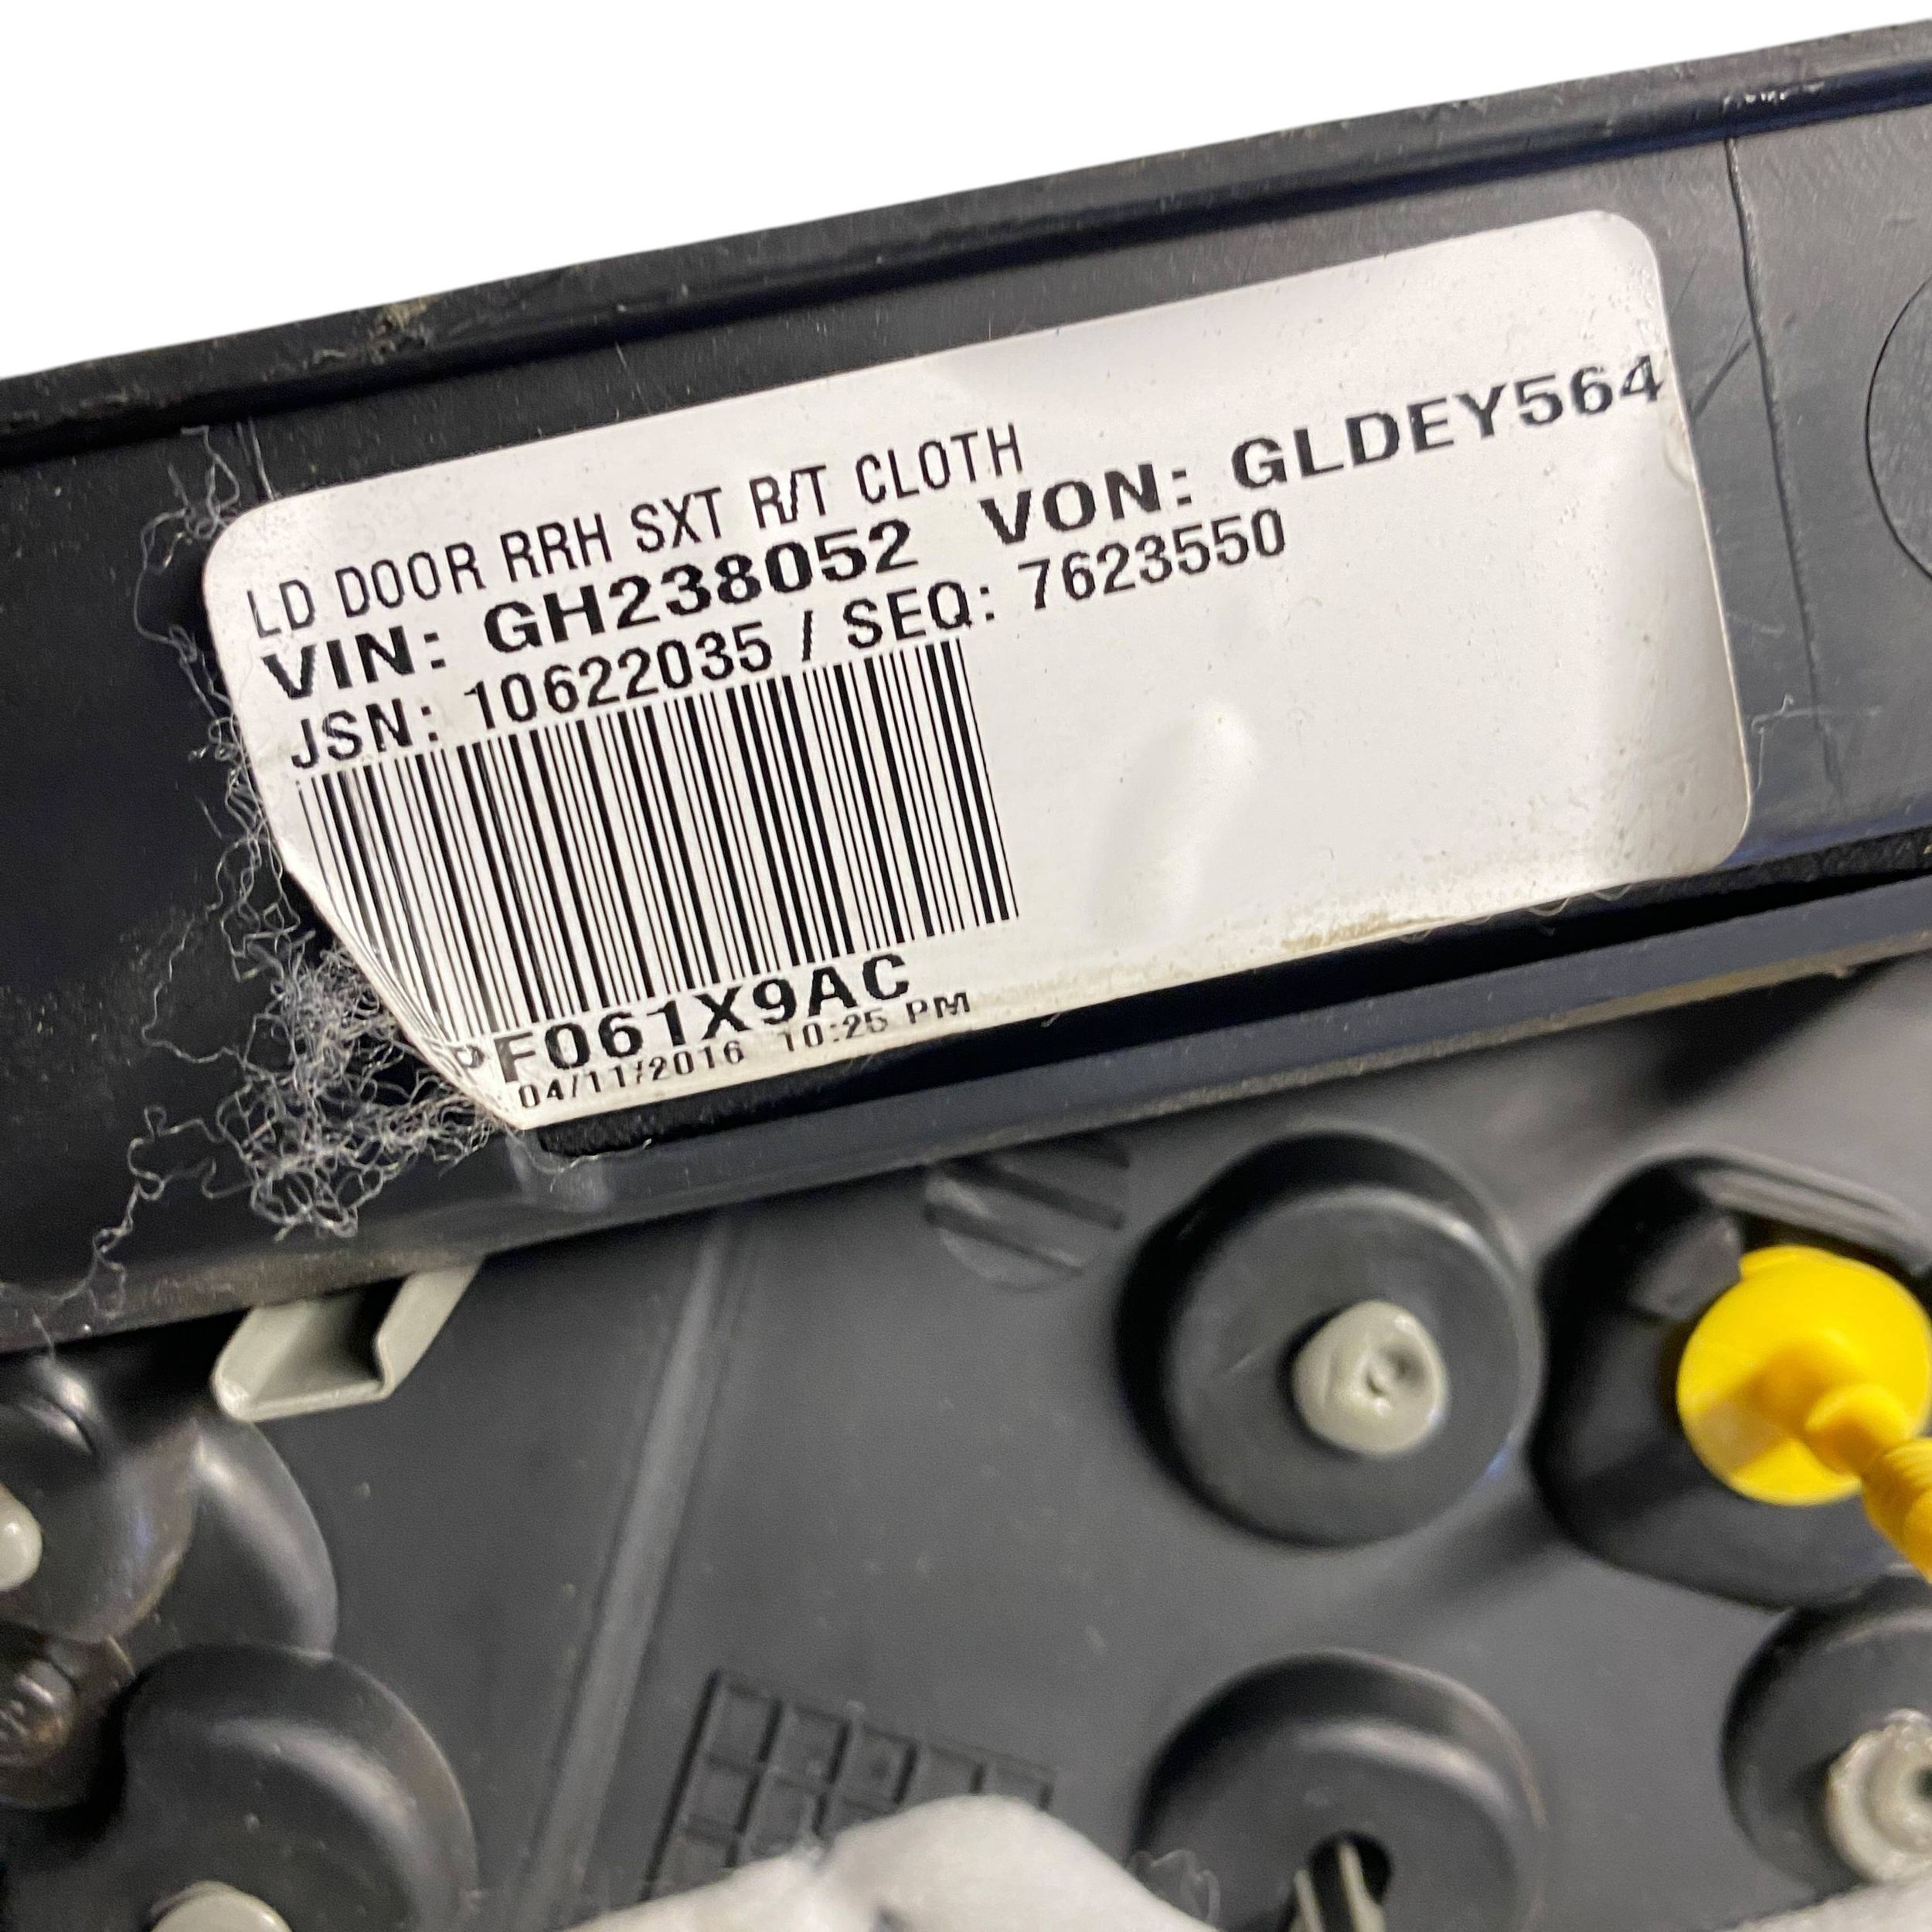 LD DOOR RRH SXT R/T CLOTH
VIN: GH238052 VON: GLDEY564
JSN: 10622035 / SEQ: 7623550
PF061X9AC
04/11/2016 10:25 PM